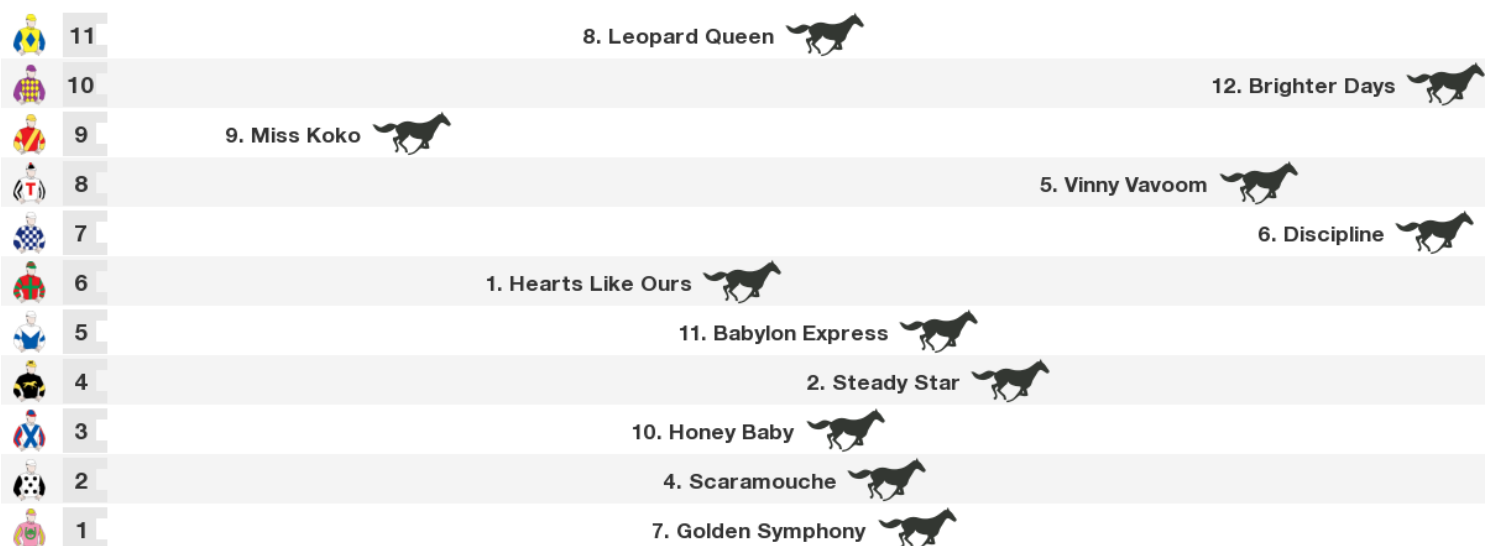 11 8. Leopard Queen
10 12. Brighter Days
9 9. Miss Koko
8 5. Vinny Vavoom
T
7 6. Discipline
6 1. Hearts Like Ours
5 11. Babylon Express
4 2. Steady Star
3 10. Honey Baby
2 4. Scaramouche
1 7. Golden Symphony